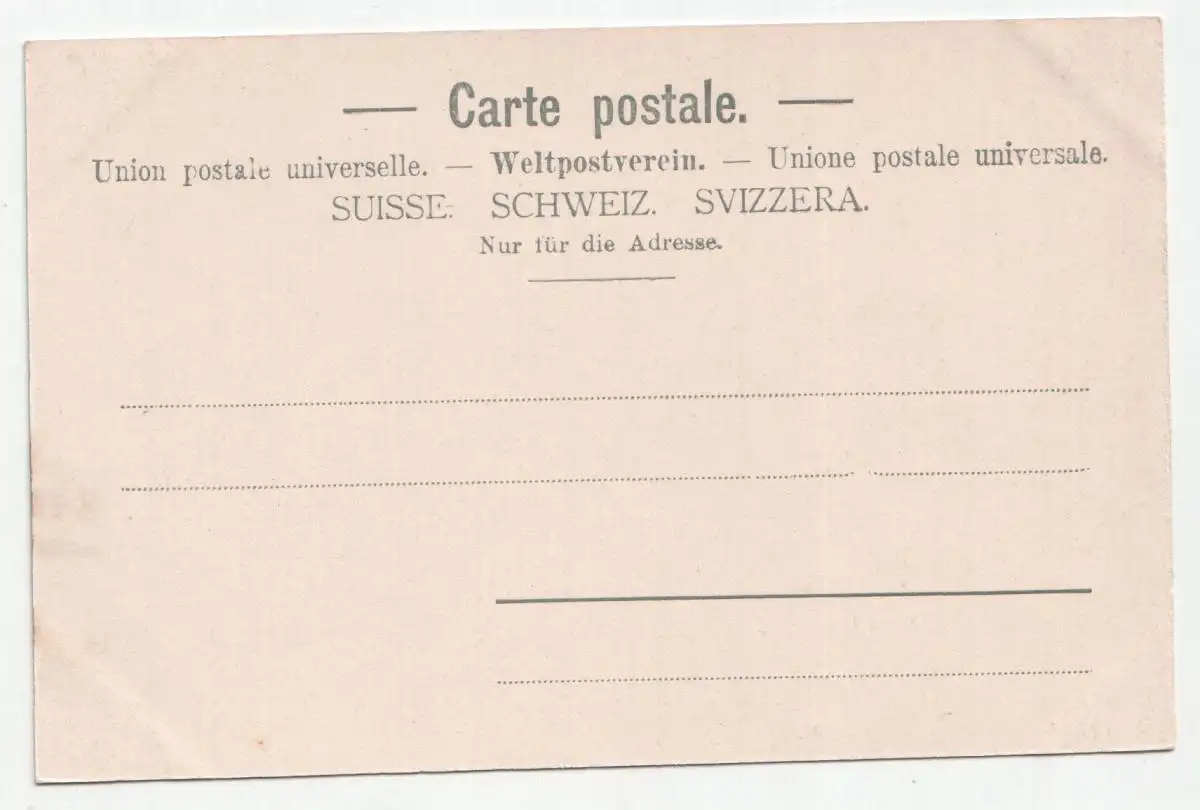 — Carte postale. —
Union postale universelle. — Weltpostverein. — Unione postale universale.
SUISSE. SCHWEIZ. SVIZZERA.
Nur für die Adresse.